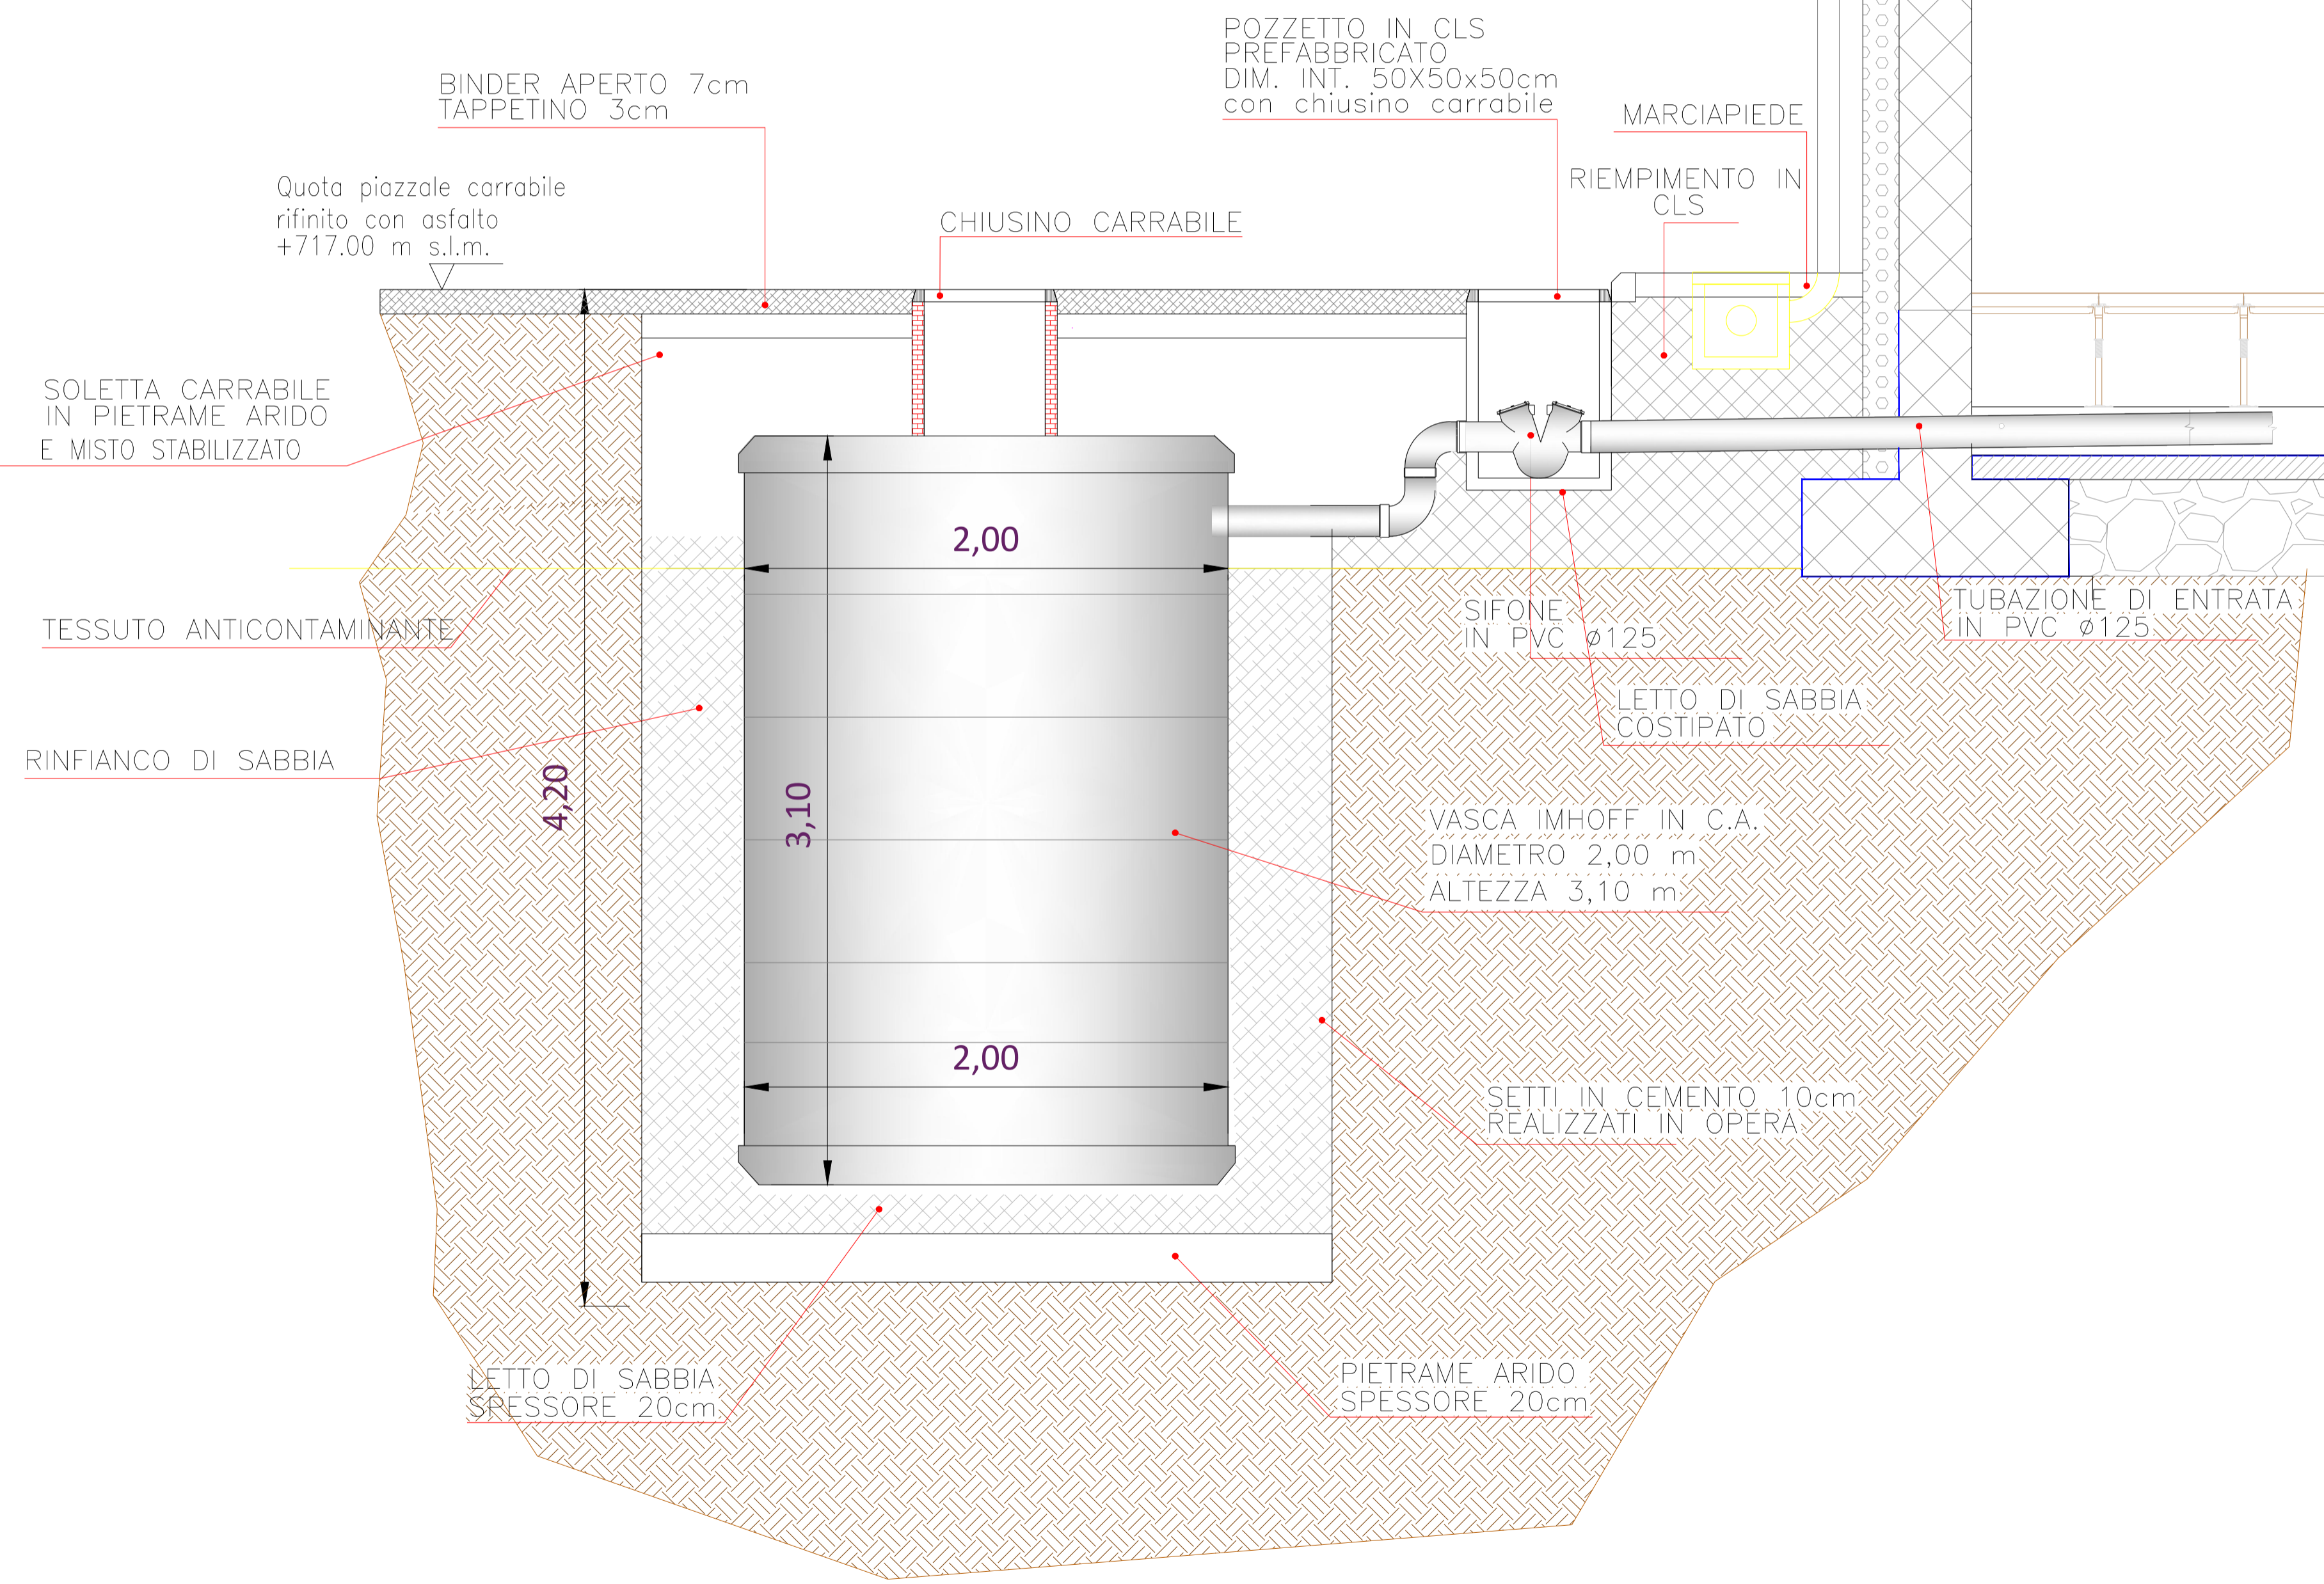 POZZETTO IN CLS
PREFABBRICATO
DIM. INT. 50X50x50cm
con chiusino carrabile
BINDER APERTO 7cm
TAPPETINO 3cm
MARCIAPIEDE
RIEMPIMENTO IN
CLS
Quota piazzale carrabile
rifinito con asfalto
+717.00 m s.l.m.
CHIUSINO CARRABILE
SOLETTA CARRABILE
IN PIETRAME ARIDO
E MISTO STABILIZZATO
2,00
TESSUTO ANTICONTAMINANTE
SIFONE
IN PVC ø125
TUBAZIONE DI ENTRATA
IN PVC ø125
LETTO DI SABBIA
COSTIPATO
RINFIANCO DI SABBIA
4,20
3,10
VASCA IMHOFF IN C.A.
DIAMETRO 2,00 m
ALTEZZA 3,10 m
2,00
SETTI IN CEMENTO 10cm
REALIZZATI IN OPERA
LETTO DI SABBIA
SPESSORE 20cm
PIETRAME ARIDO
SPESSORE 20cm